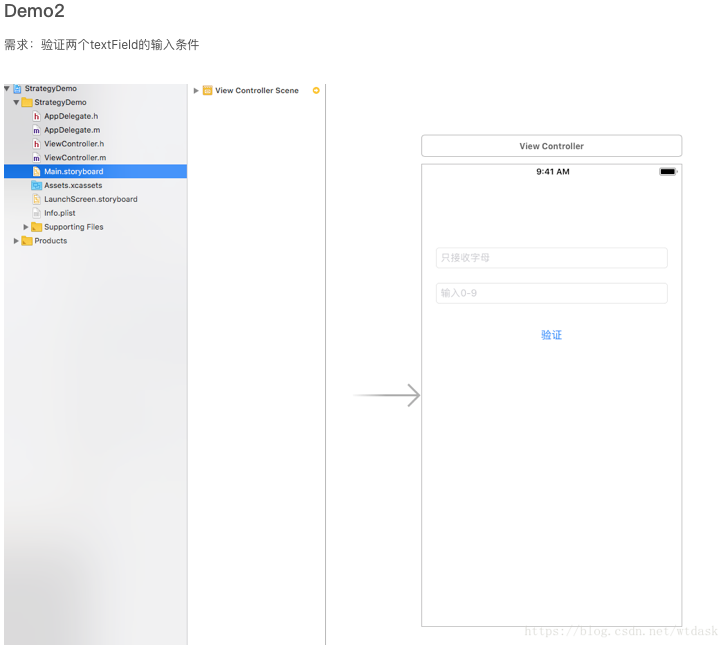 Demo2
需求：验证两个textField的输入条件
StrategyDemo
StrategyDemo
AppDelegate.h
AppDelegate.m
ViewController.h
ViewController.m
Main.storyboard
Assets.xcassets
LaunchScreen.storyboard
Info.plist
Supporting Files
Products
View Controller Scene
View Controller
9:41 AM
只接收字母
输入0-9
验证
https://blog.csdn.net/wtdask